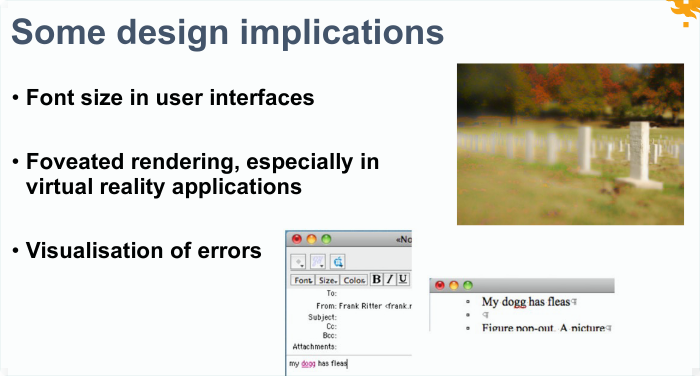 Some design implications
• Font size in user interfaces
• Foveated rendering, especially in
virtual reality applications
• Visualisation of errors
«No
Font Size Color B I U
To:
From: Frank Ritter <frank.r
Subject:
Cc:
Bcc:
Attachments:
my dogg has fleas
My dogg has fleas¶
¶
Figure pop-out. A picture¶